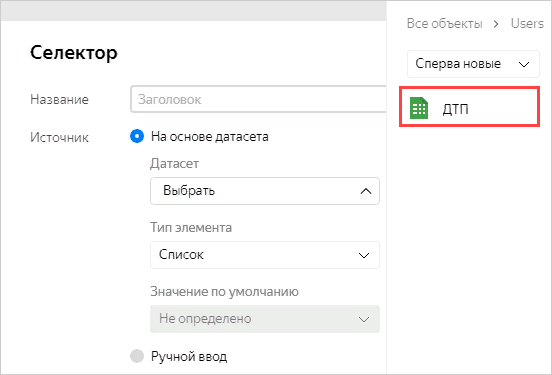 Селектор
Название
Заголовок
Источник
На основе датасета
Датасет
Выбрать
Тип элемента
Список
Значение по умолчанию
Не определено
Ручной ввод
Все объекты > Users
Сперва новые
ДТП